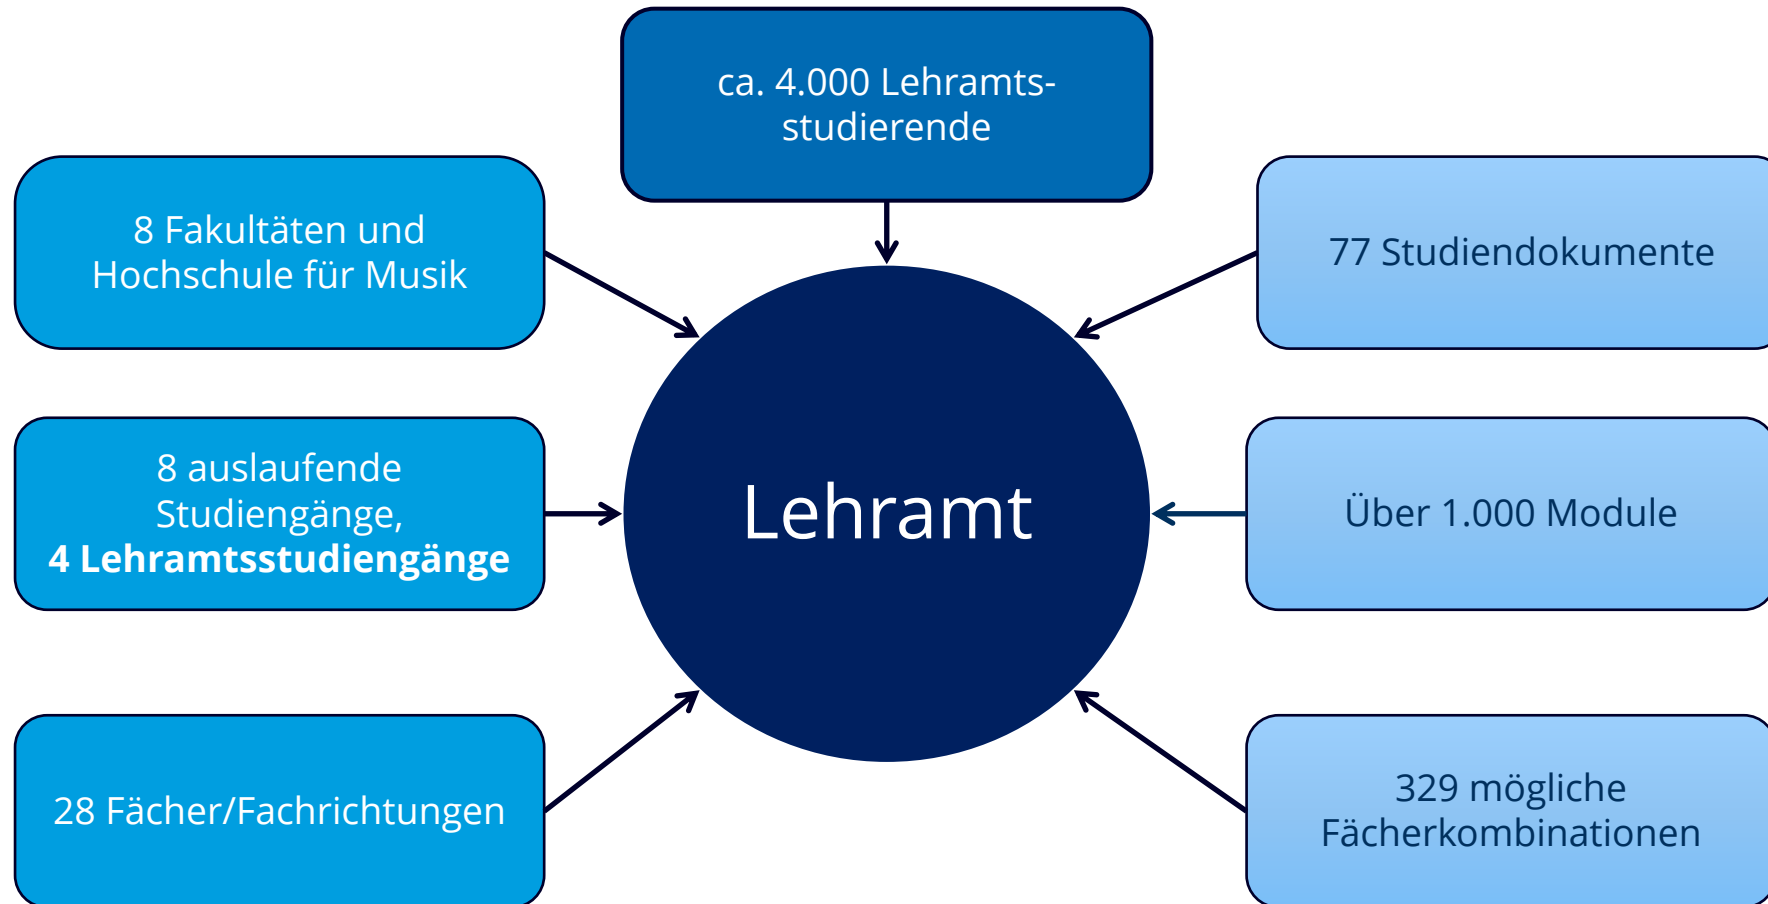 ca. 4.000 Lehramts-
studierende
8 Fakultäten und
Hochschule für Musik
77 Studiendokumente
8 auslaufende
Studiengänge,
4 Lehramtsstudiengänge
Lehramt
Über 1.000 Module
28 Fächer/Fachrichtungen
329 mögliche
Fächerkombinationen